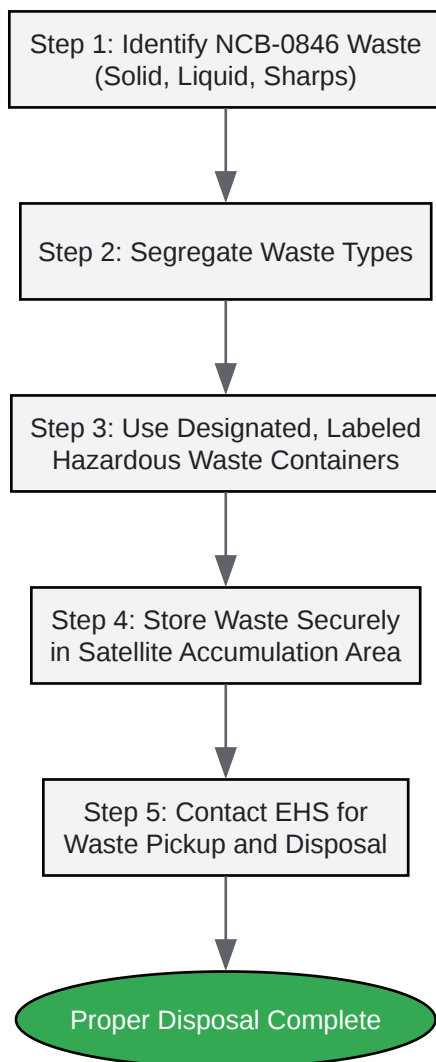 Step 1: Identify NCB-0846 Waste
(Solid, Liquid, Sharps)
Step 2: Segregate Waste Types
Step 3: Use Designated, Labeled
Hazardous Waste Containers
Step 4: Store Waste Securely
in Satellite Accumulation Area
Step 5: Contact EHS for
Waste Pickup and Disposal
Proper Disposal Complete